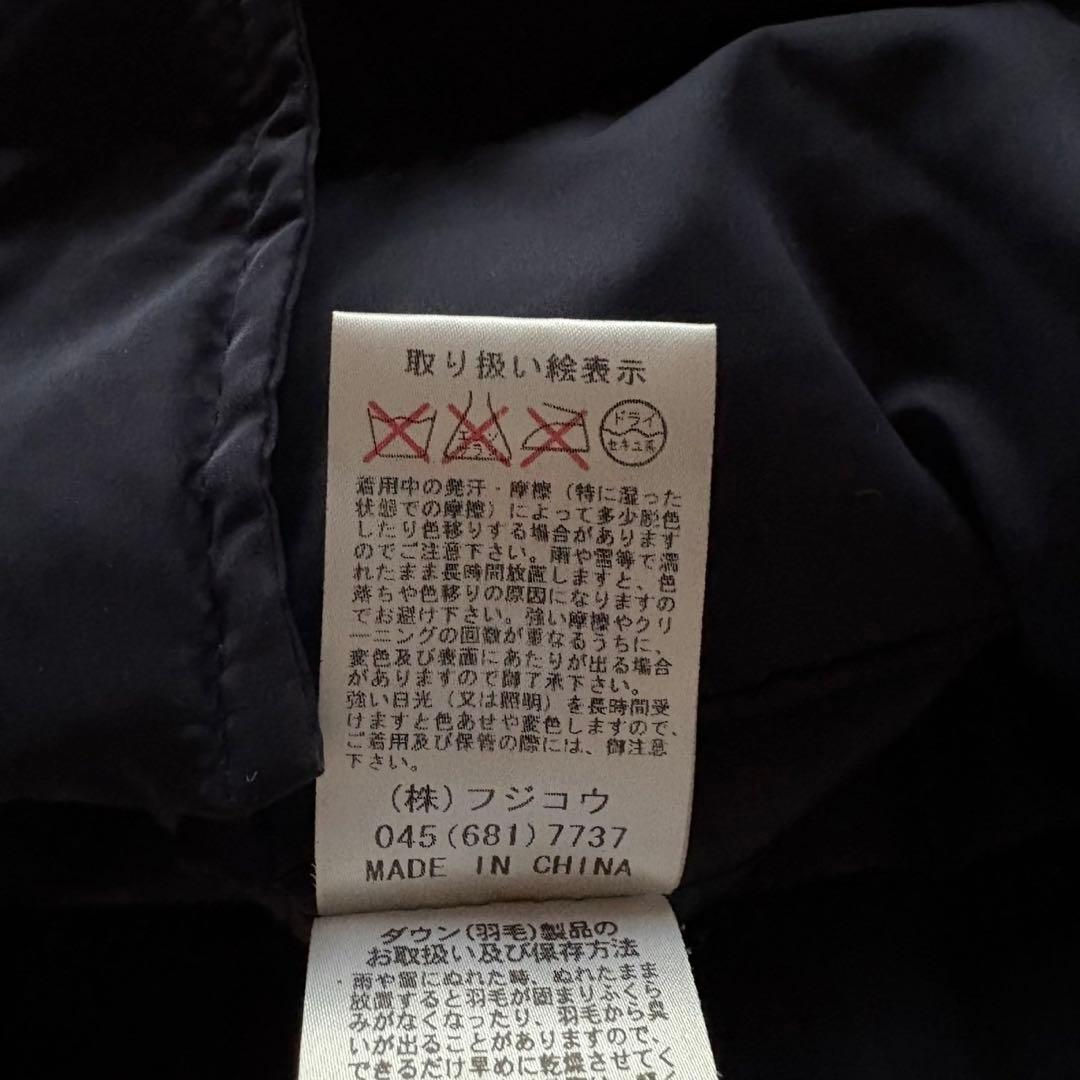 取り扱い絵表示
エンソ
サラシ
ドライ
セキユ系
着用中の発汗・摩擦(特に湿った
状態での摩擦)によって多少脱色
したり色移りする場合があります
のでご注意下さい。雨や雪等で濡
れたまま長時間放置しますと、色
落ちや色移りの原因になりますの
でお避け下さい。強い摩擦やクリ
ーニングの回数が重なるうちに、
変色及び表面にあたりが出る場合
がありますので御了承下さい。
強い日光(又は照明)を長時間受
けますと色あせや変色しますので、
ご着用及び保管の際には、御注意
下さい。
(株)フジコウ
045(681)7737
MADE IN CHINA
ダウン(羽毛)製品の
お取扱い及び保存方法
雨や雪にぬれた時、ぬれたまま
放置すると羽毛が固まりふくら
みがなくなったり、羽毛から臭
いが出ることがありますので、
できるだけ早めに乾燥させてく